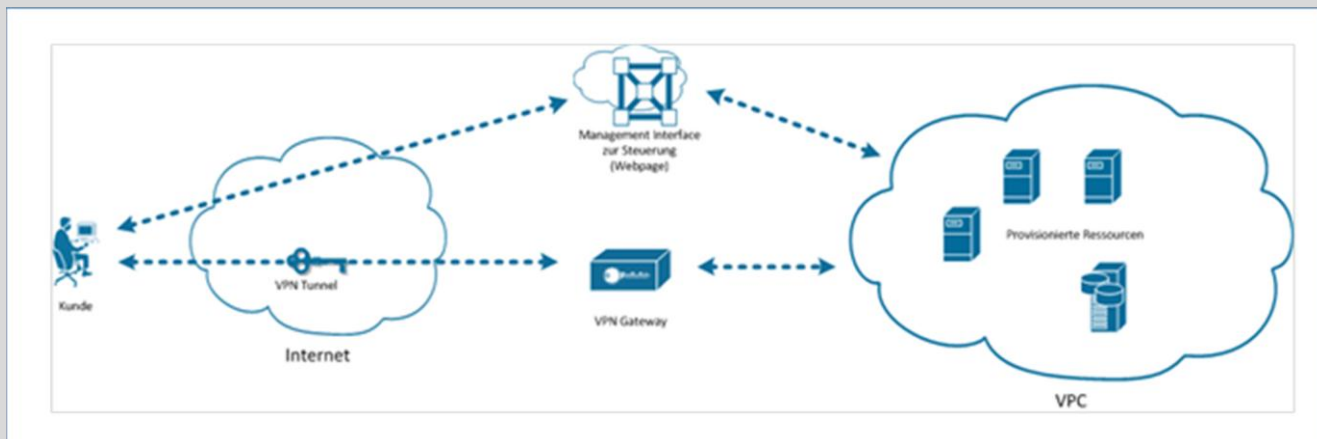 Management Interface
zur Steuerung
(Webpage)
Provisionierte Ressourcen
VPN Tunnel
Kunde
VPN Gateway
Internet
VPC